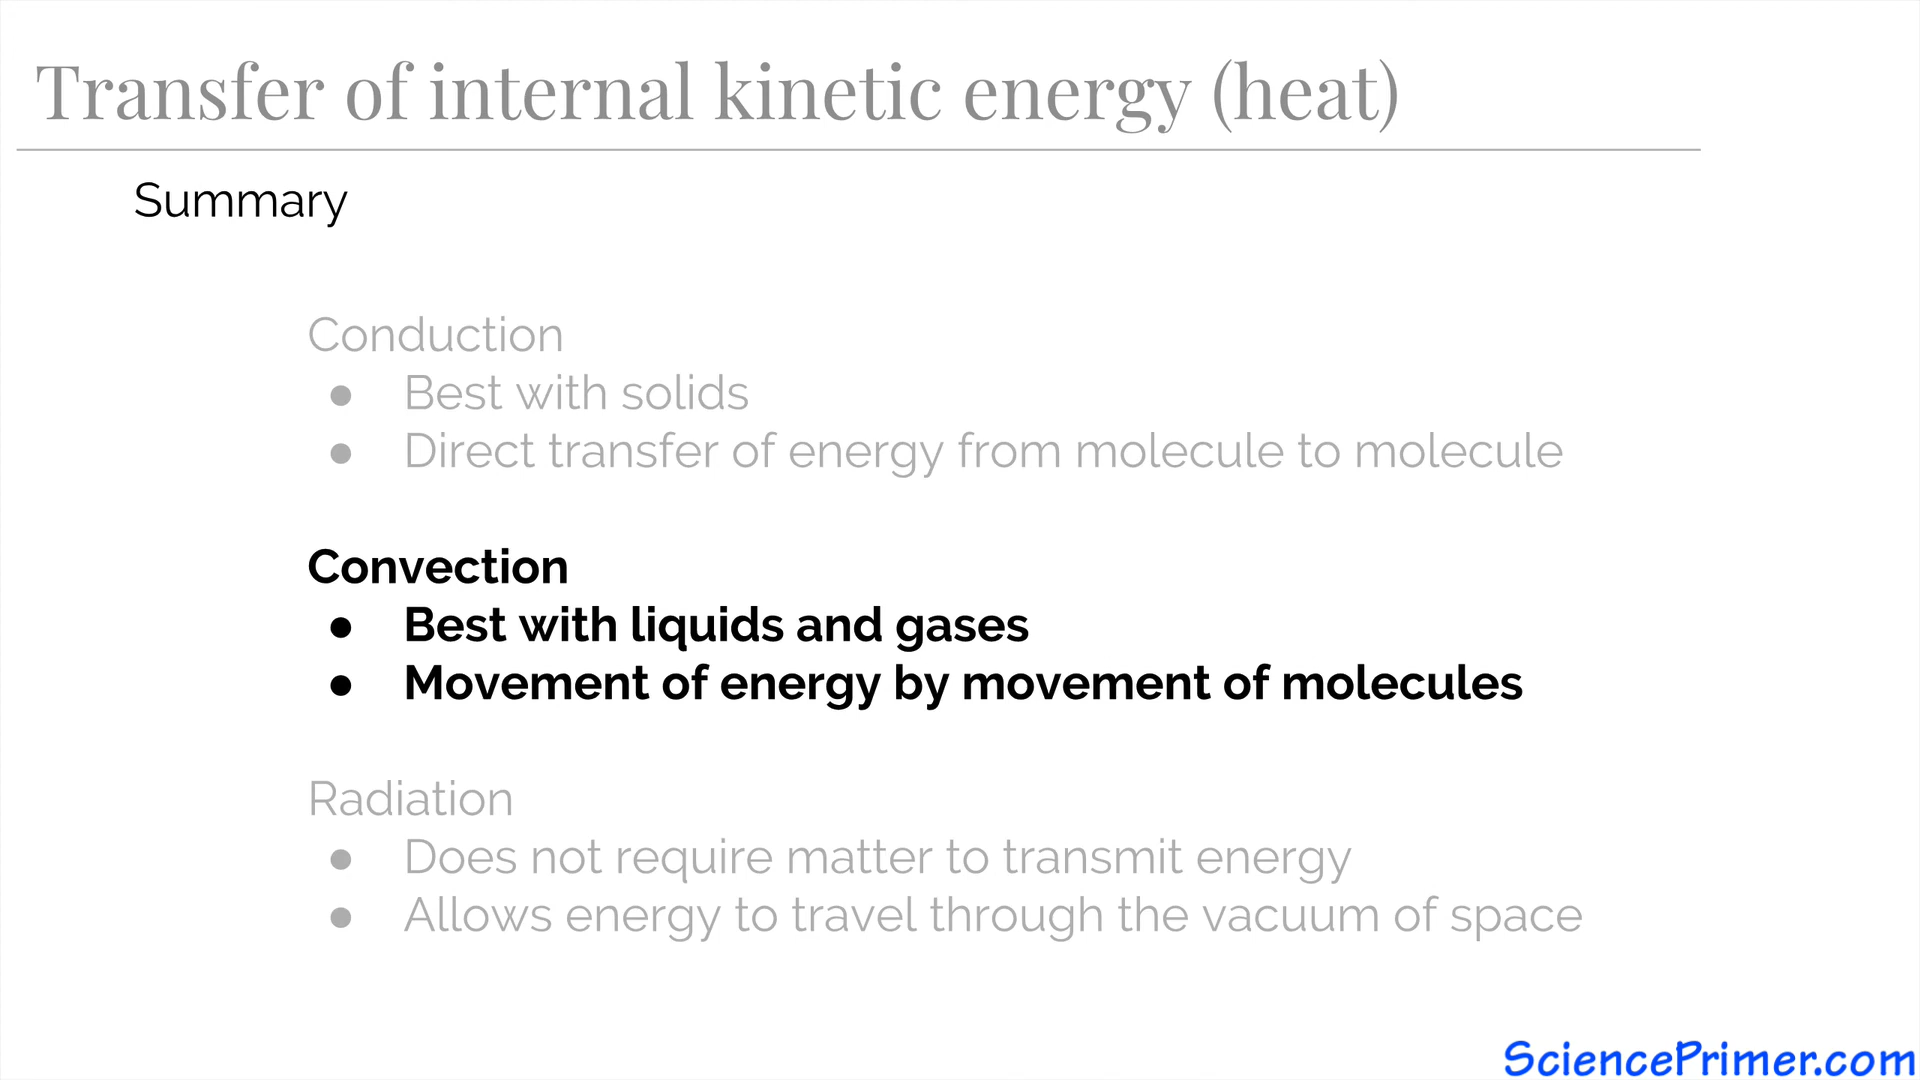 Transfer of internal kinetic energy (heat)
Summary
Conduction
● Best with solids
● Direct transfer of energy from molecule to molecule
Convection
● Best with liquids and gases
● Movement of energy by movement of molecules
Radiation
● Does not require matter to transmit energy
● Allows energy to travel through the vacuum of space
SciencePrimer.com